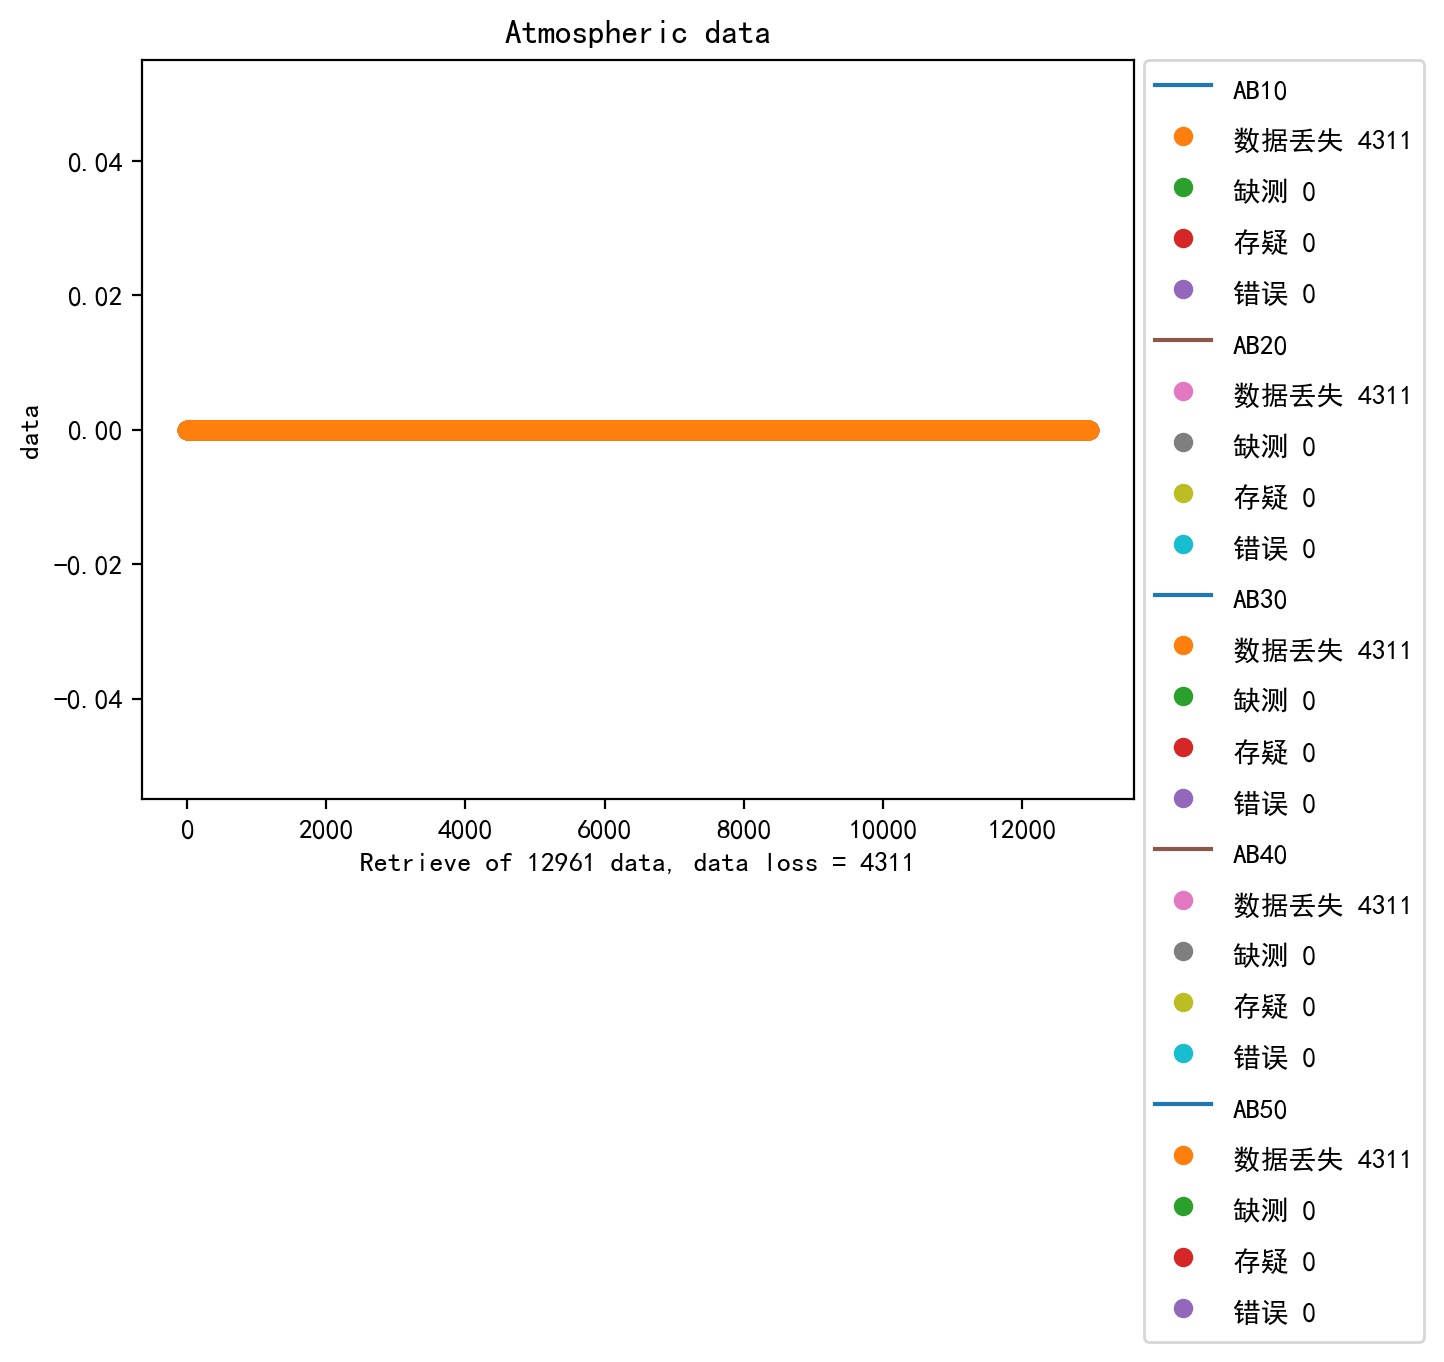 Atmospheric data
data
0.04
0.02
0.00
−0.02
−0.04
0 2000 4000 6000 8000 10000 12000
Retrieve of 12961 data, data loss = 4311
AB10
数据丢失 4311
缺测 0
存疑 0
错误 0
AB20
数据丢失 4311
缺测 0
存疑 0
错误 0
AB30
数据丢失 4311
缺测 0
存疑 0
错误 0
AB40
数据丢失 4311
缺测 0
存疑 0
错误 0
AB50
数据丢失 4311
缺测 0
存疑 0
错误 0